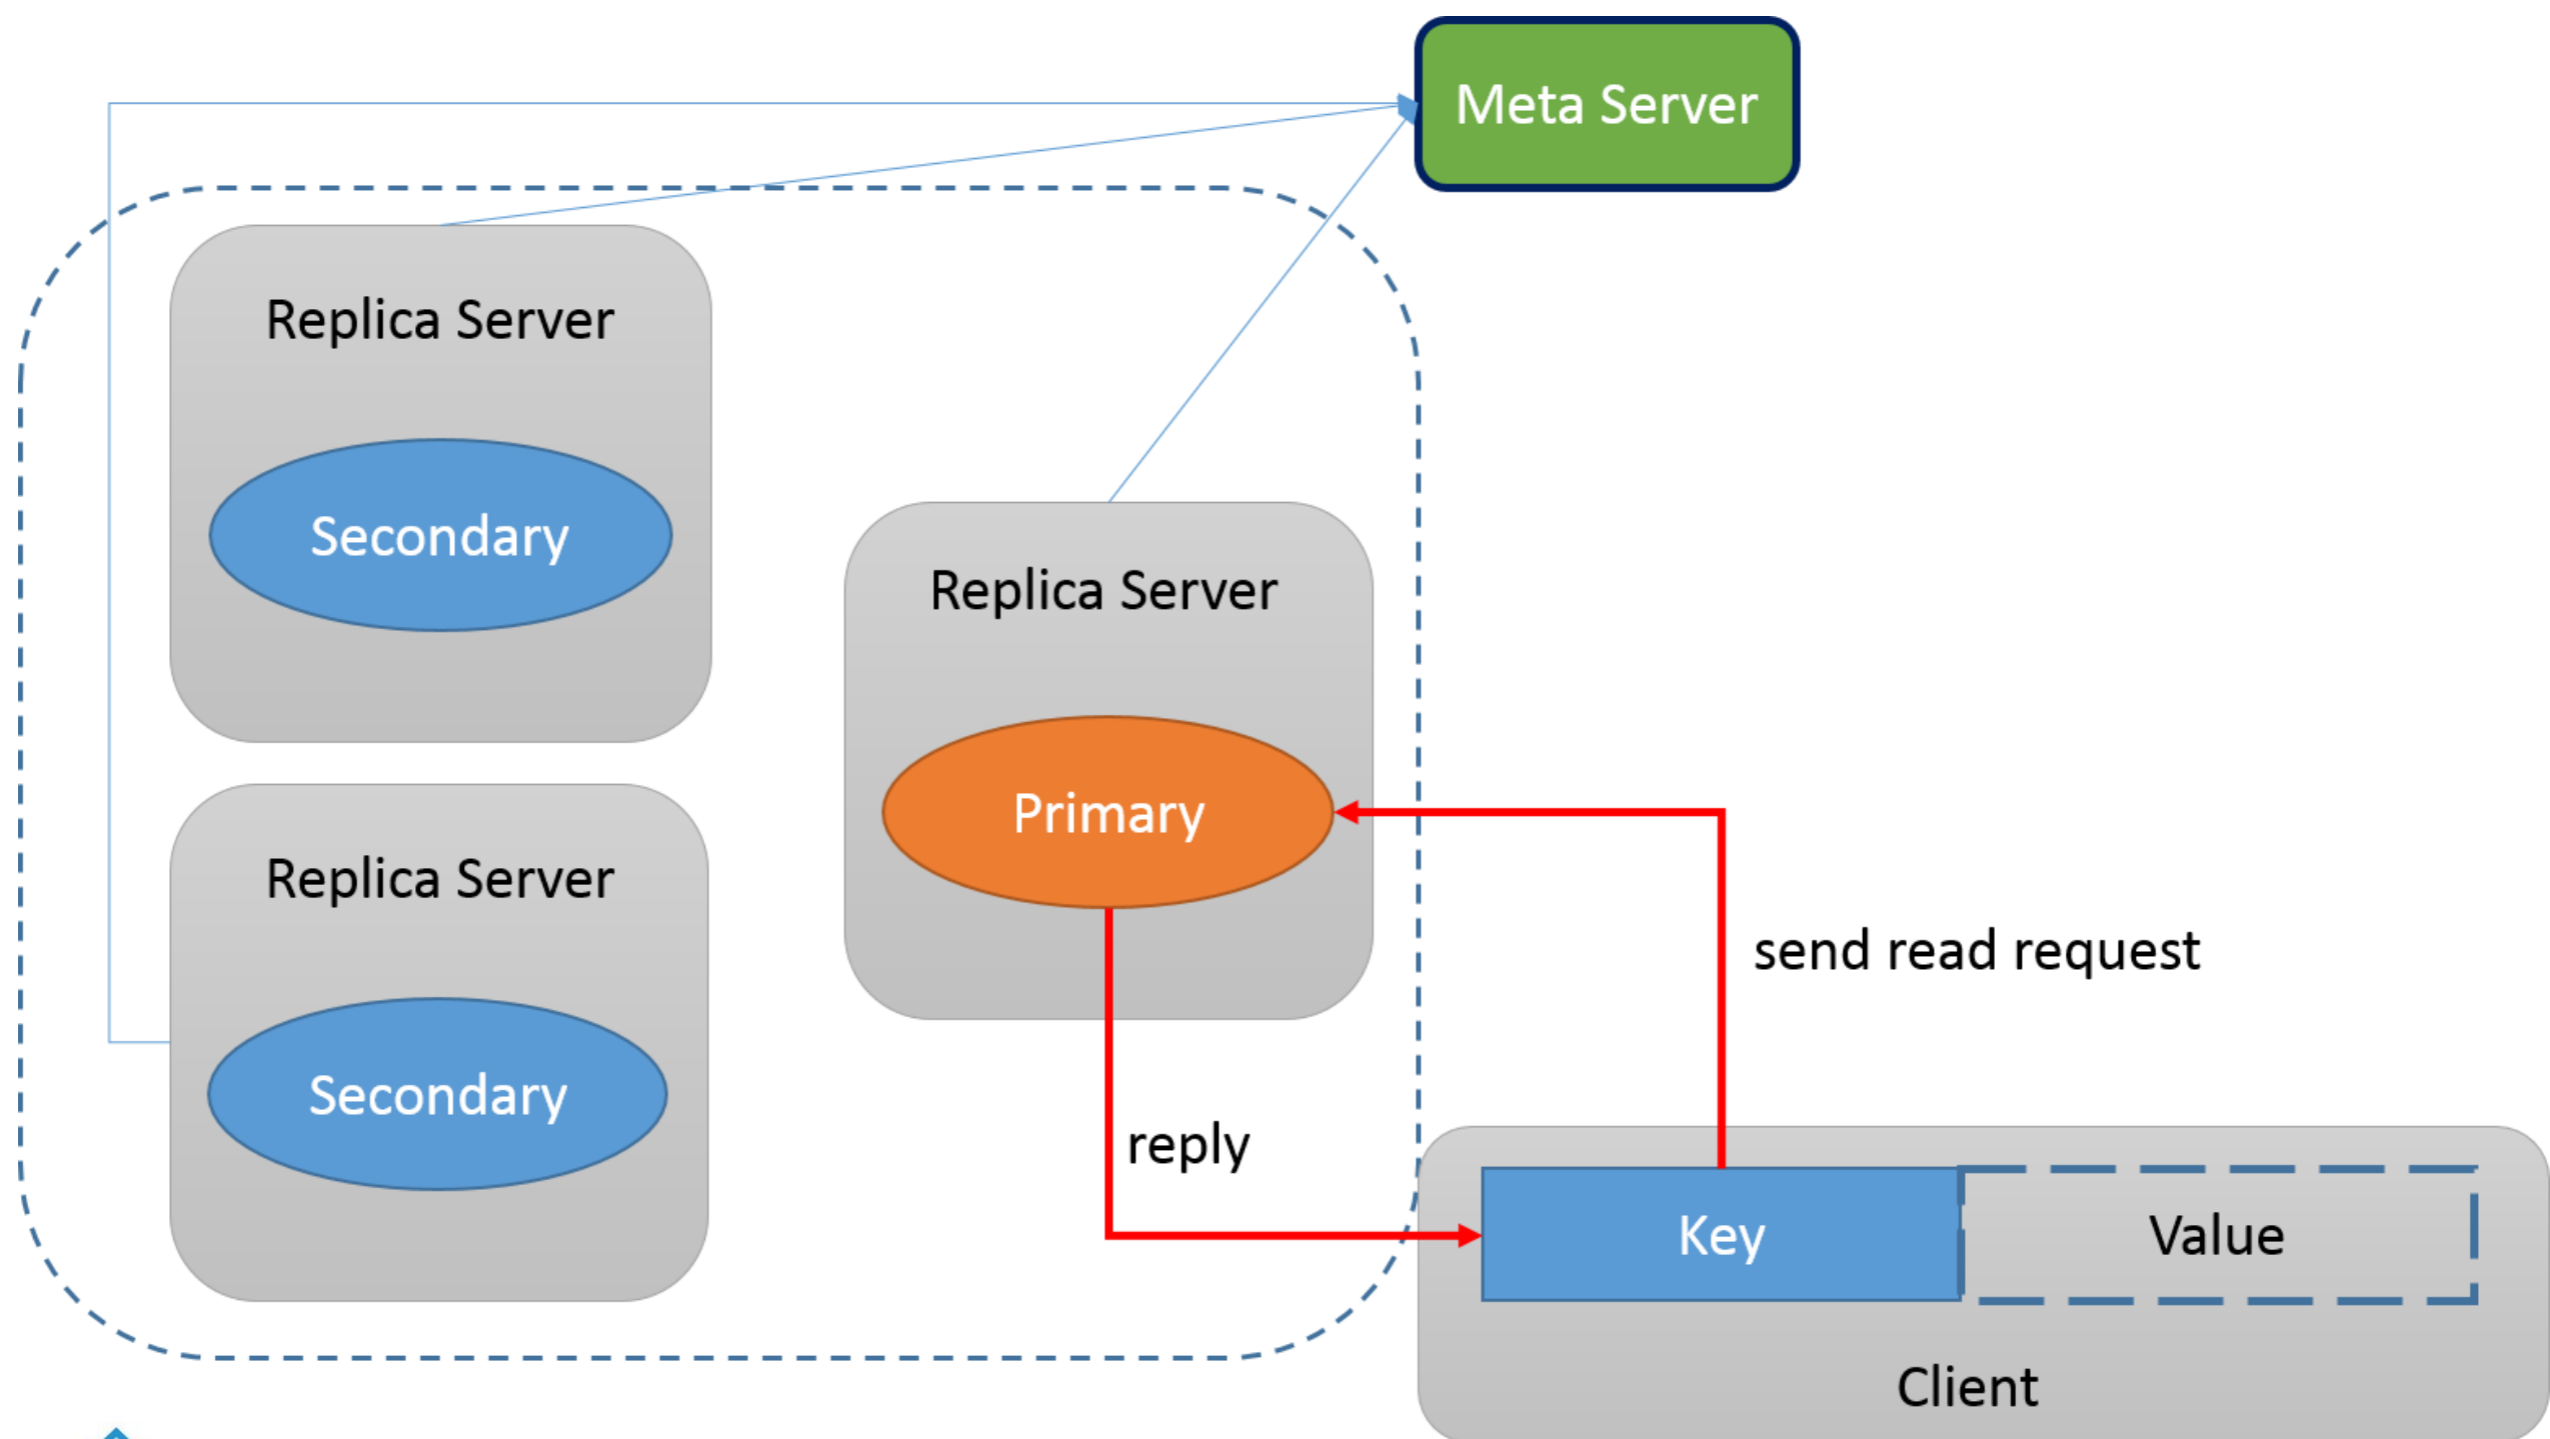 Meta Server
Replica Server
Secondary
Replica Server
Primary
Replica Server
Secondary
send read request
reply
Key
Value
Client